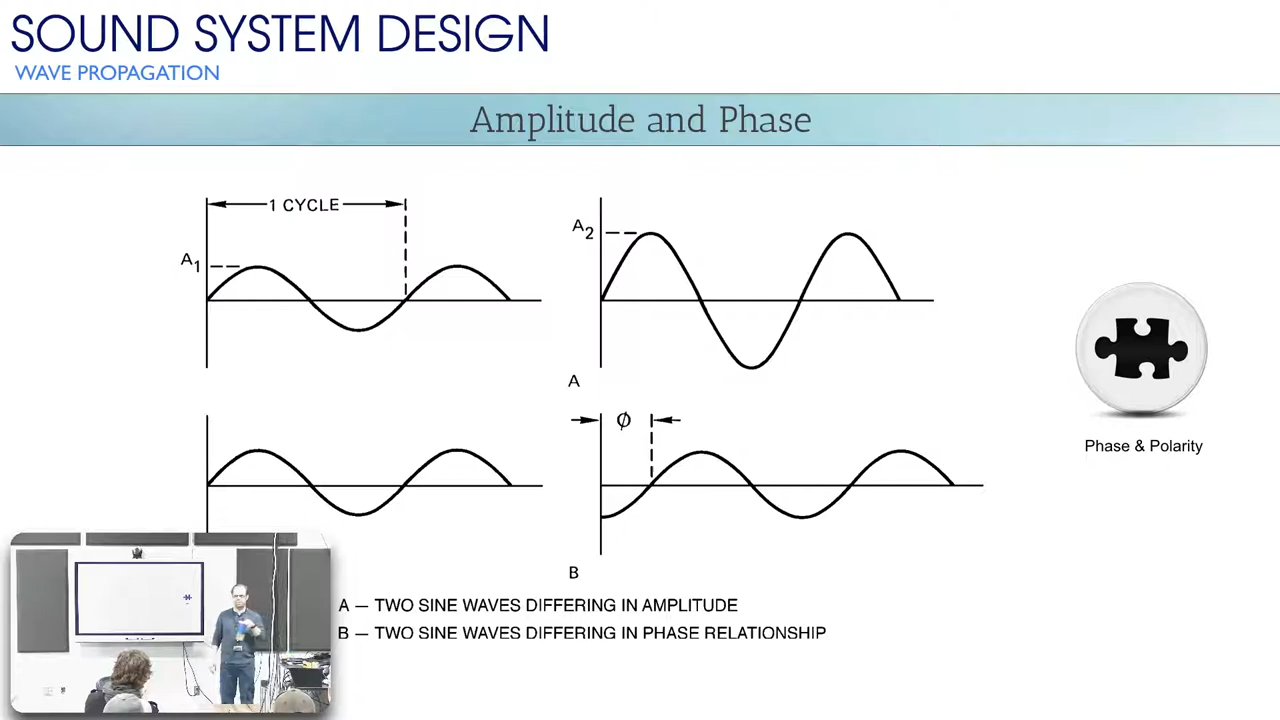 SOUND SYSTEM DESIGN
WAVE PROPAGATION
Amplitude and Phase
1 CYCLE
A1
A2
A
ϕ
B
Phase & Polarity
A — TWO SINE WAVES DIFFERING IN AMPLITUDE
B — TWO SINE WAVES DIFFERING IN PHASE RELATIONSHIP